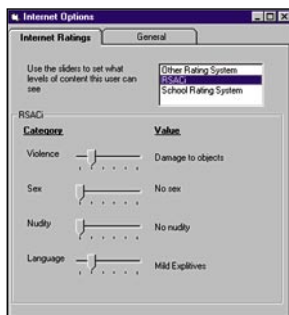 Internet Options
Internet Ratings
General
Use the sliders to set what
levels of content this user can
see
Other Rating System
RSACi
School Rating System
RSACi
Category
Value
Violence
Damage to objects
Sex
No sex
Nudity
No nudity
Language
Mild Explitives